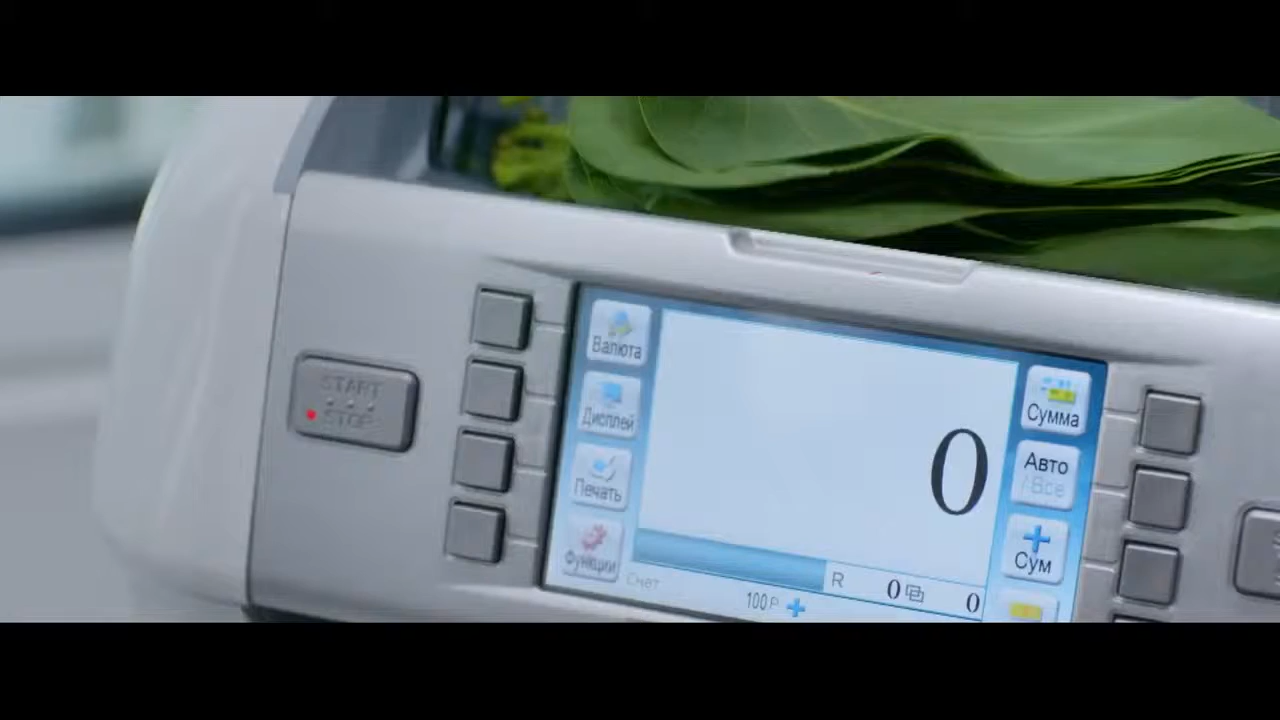 START
STOP
Валюта
Дисплей
Печать
Функции
0
Сумма
Авто
/Все
Сум
Счет
100 Р
R 0 0